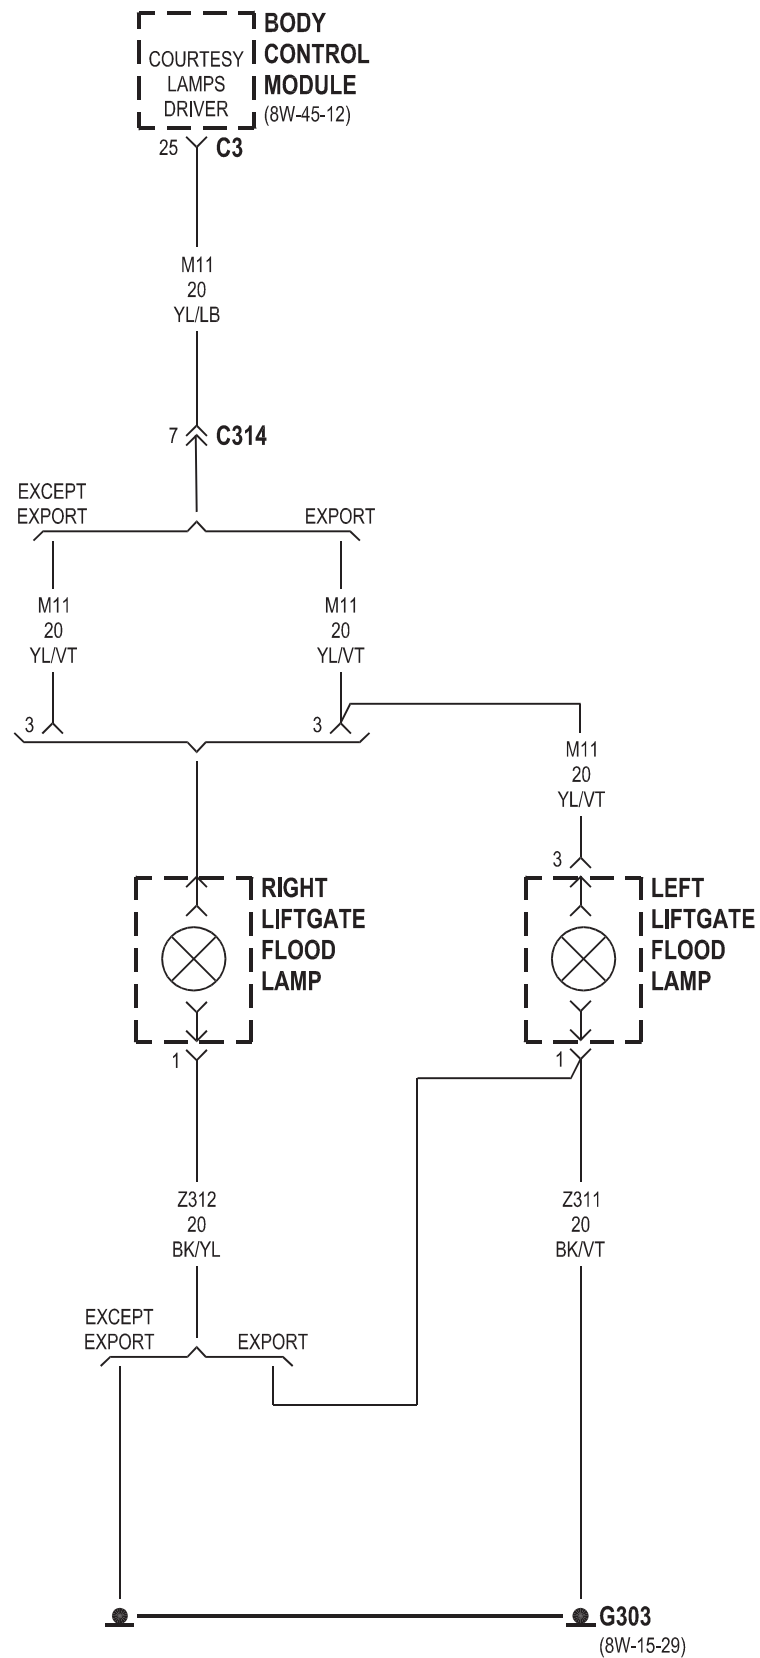 BODY
CONTROL
MODULE
(8W-45-12)
COURTESY
LAMPS
DRIVER
25 C3
M11
20
YL/LB
7 C314
EXCEPT
EXPORT
EXPORT
M11
20
YL/VT
M11
20
YL/VT
3
3
M11
20
YL/VT
3
RIGHT
LIFTGATE
FLOOD
LAMP
LEFT
LIFTGATE
FLOOD
LAMP
1
1
Z312
20
BK/YL
Z311
20
BK/VT
EXCEPT
EXPORT
EXPORT
G303
(8W-15-29)